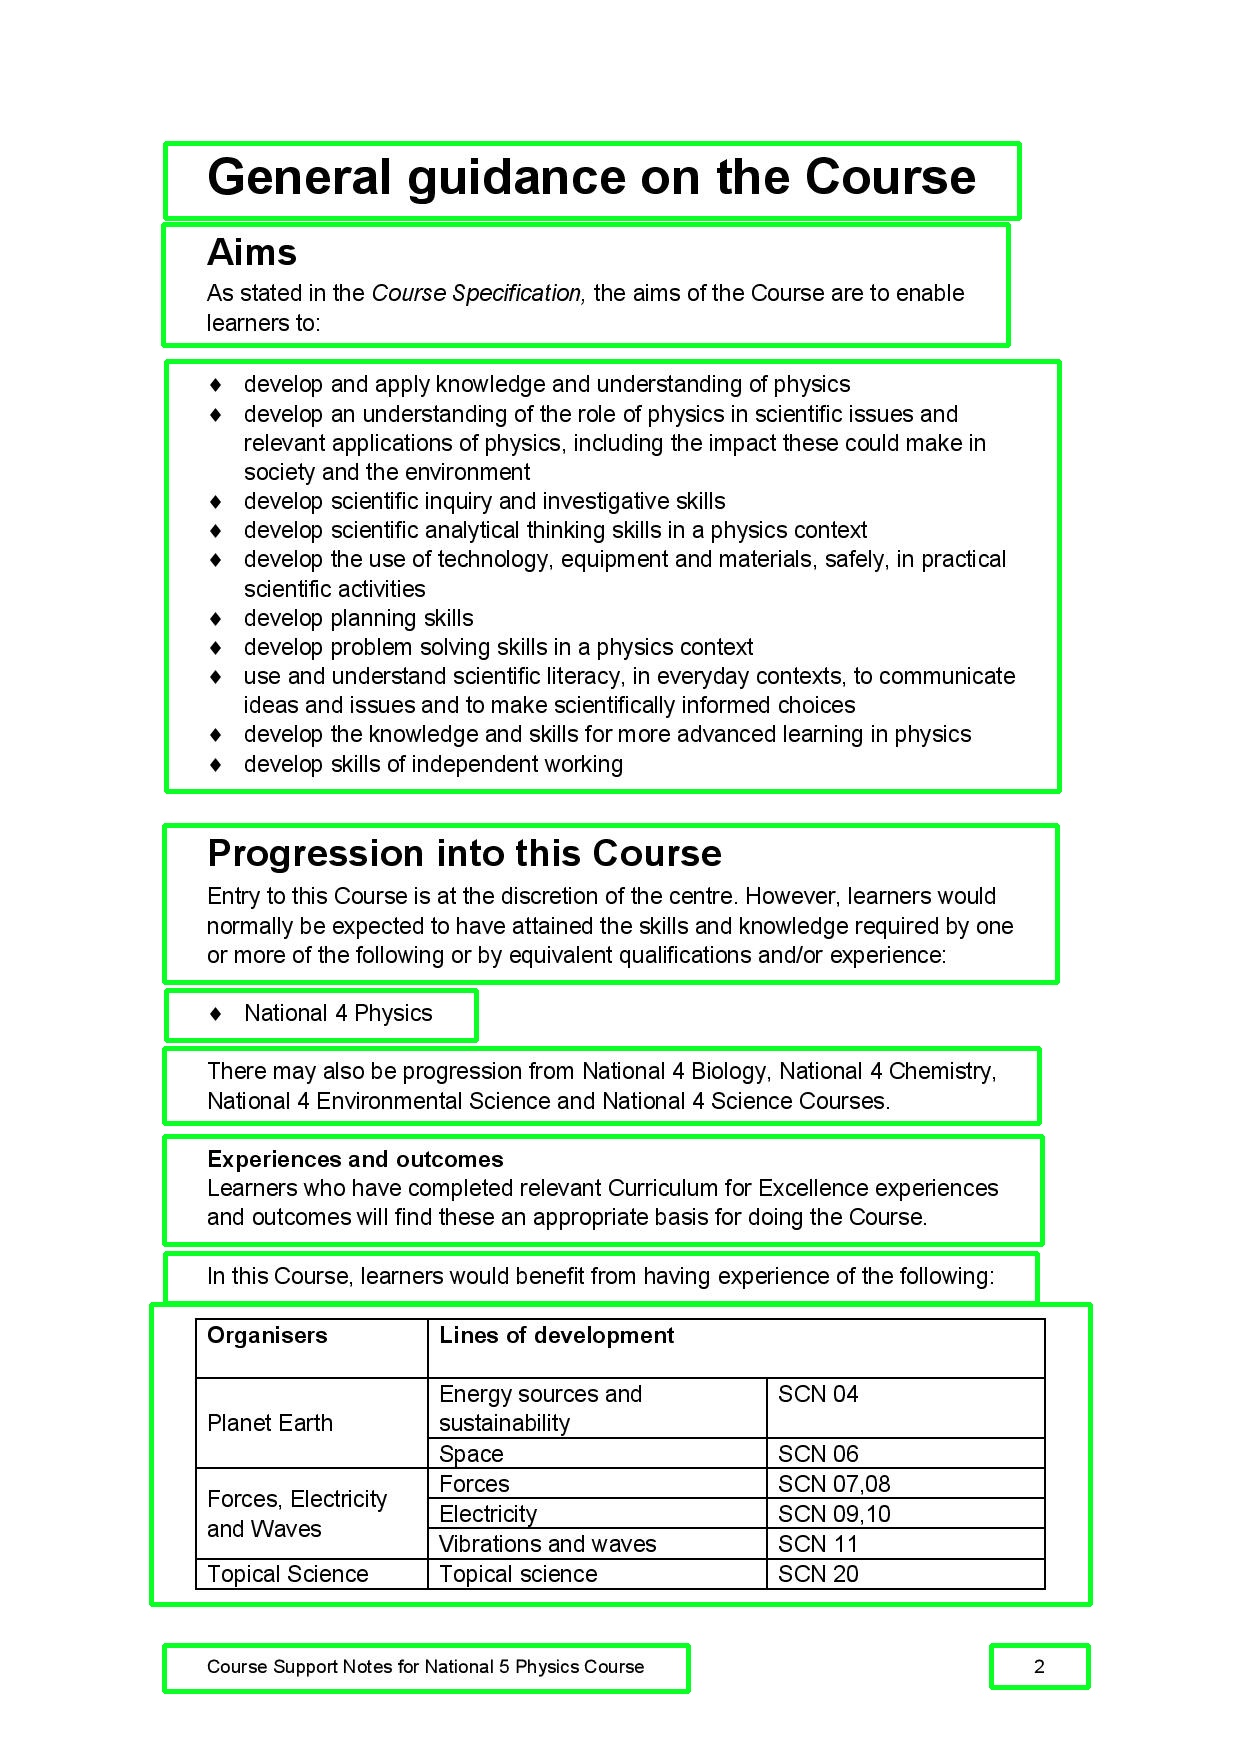 General guidance on the Course
Aims
As stated in the Course Specification, the aims of the Course are to enable
learners to:
♦ develop and apply knowledge and understanding of physics
♦ develop an understanding of the role of physics in scientific issues and
relevant applications of physics, including the impact these could make in
society and the environment
♦ develop scientific inquiry and investigative skills
♦ develop scientific analytical thinking skills in a physics context
♦ develop the use of technology, equipment and materials, safely, in practical
scientific activities
♦ develop planning skills
♦ develop problem solving skills in a physics context
♦ use and understand scientific literacy, in everyday contexts, to communicate
ideas and issues and to make scientifically informed choices
♦ develop the knowledge and skills for more advanced learning in physics
♦ develop skills of independent working
Progression into this Course
Entry to this Course is at the discretion of the centre. However, learners would
normally be expected to have attained the skills and knowledge required by one
or more of the following or by equivalent qualifications and/or experience:
♦ National 4 Physics
There may also be progression from National 4 Biology, National 4 Chemistry,
National 4 Environmental Science and National 4 Science Courses.
Experiences and outcomes
Learners who have completed relevant Curriculum for Excellence experiences
and outcomes will find these an appropriate basis for doing the Course.
In this Course, learners would benefit from having experience of the following:
Organisers Lines of development
Planet Earth
Energy sources and
sustainability
SCN 04
Space SCN 06
Forces, Electricity
and Waves
Forces SCN 07,08
Electricity SCN 09,10
Vibrations and waves SCN 11
Topical Science Topical science SCN 20
Course Support Notes for National 5 Physics Course 2